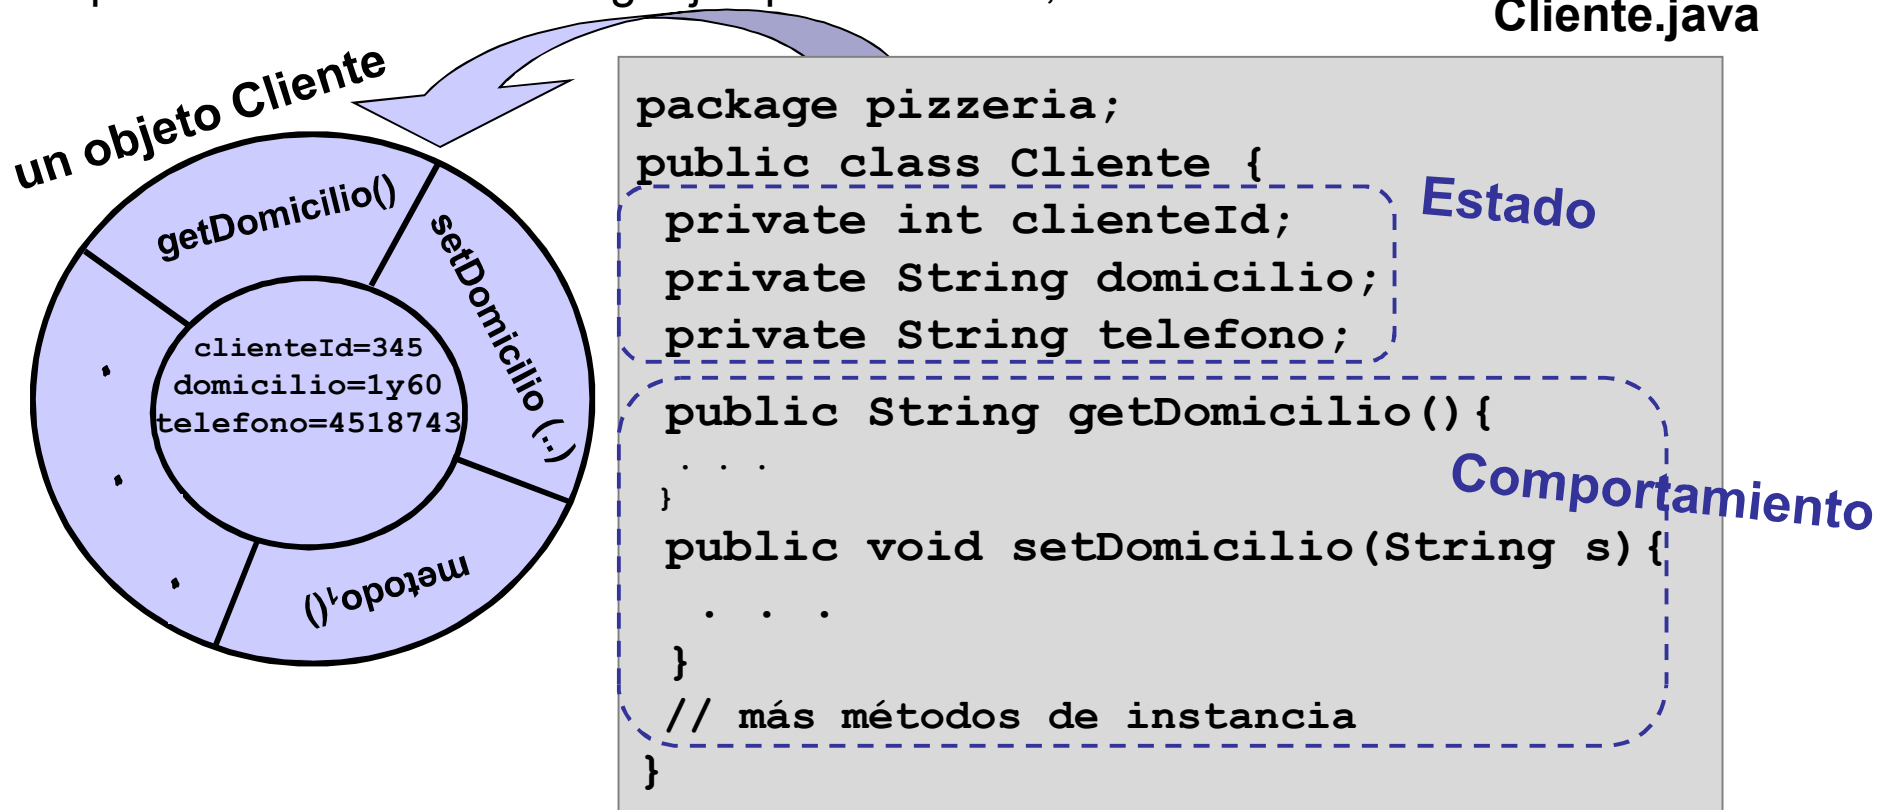 Cliente.java
un objeto Cliente
getDomicilio()
setDomicilio (..)
clienteId=345
domicilio=1y60
telefono=4518743
metodo₁()
. . .
package pizzeria;
public class Cliente {
private int clienteId;
private String domicilio;
private String telefono;
Estado
public String getDomicilio(){
. . .
}
Comportamiento
public void setDomicilio(String s){
. . .
}
// más métodos de instancia
}